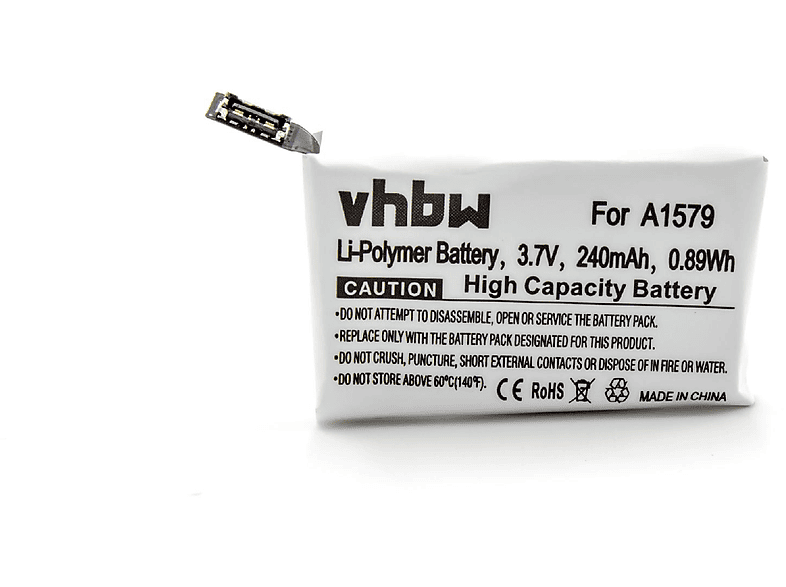 vhbw
For A1579
Li-Polymer Battery, 3.7V, 240mAh, 0.89Wh
CAUTION High Capacity Battery
•DO NOT ATTEMPT TO DISASSEMBLE, OPEN OR SERVICE THE BATTERY PACK.
•REPLACE ONLY WITH THE BATTERY PACK DESIGNATED FOR THIS PRODUCT.
•DO NOT CRUSH, PUNCTURE, SHORT EXTERNAL CONTACTS OR DISPOSE OF IN FIRE OR WATER.
•DO NOT STORE ABOVE 60°C(140°F). CE RoHS MADE IN CHINA